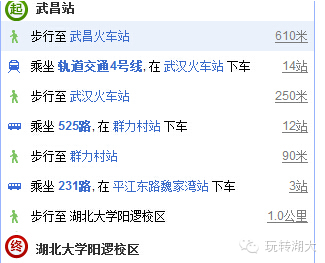 起 武昌站
步行至 武昌火车站 610米
乘坐 轨道交通4号线, 在 武汉火车站 下车 14站
步行至 武汉火车站 250米
乘坐 525路, 在 群力村站 下车 12站
步行至 群力村站 90米
乘坐 231路, 在 平江东路魏家湾站 下车 3站
步行至 湖北大学阳逻校区 1.0公里
终 湖北大学阳逻校区
玩转湖大